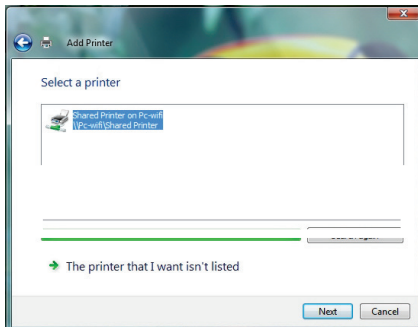 Add Printer
Select a printer
Shared Printer on Pc-wifi
\\Pc-wifi\Shared Printer
The printer that I want isn't listed
Next
Cancel